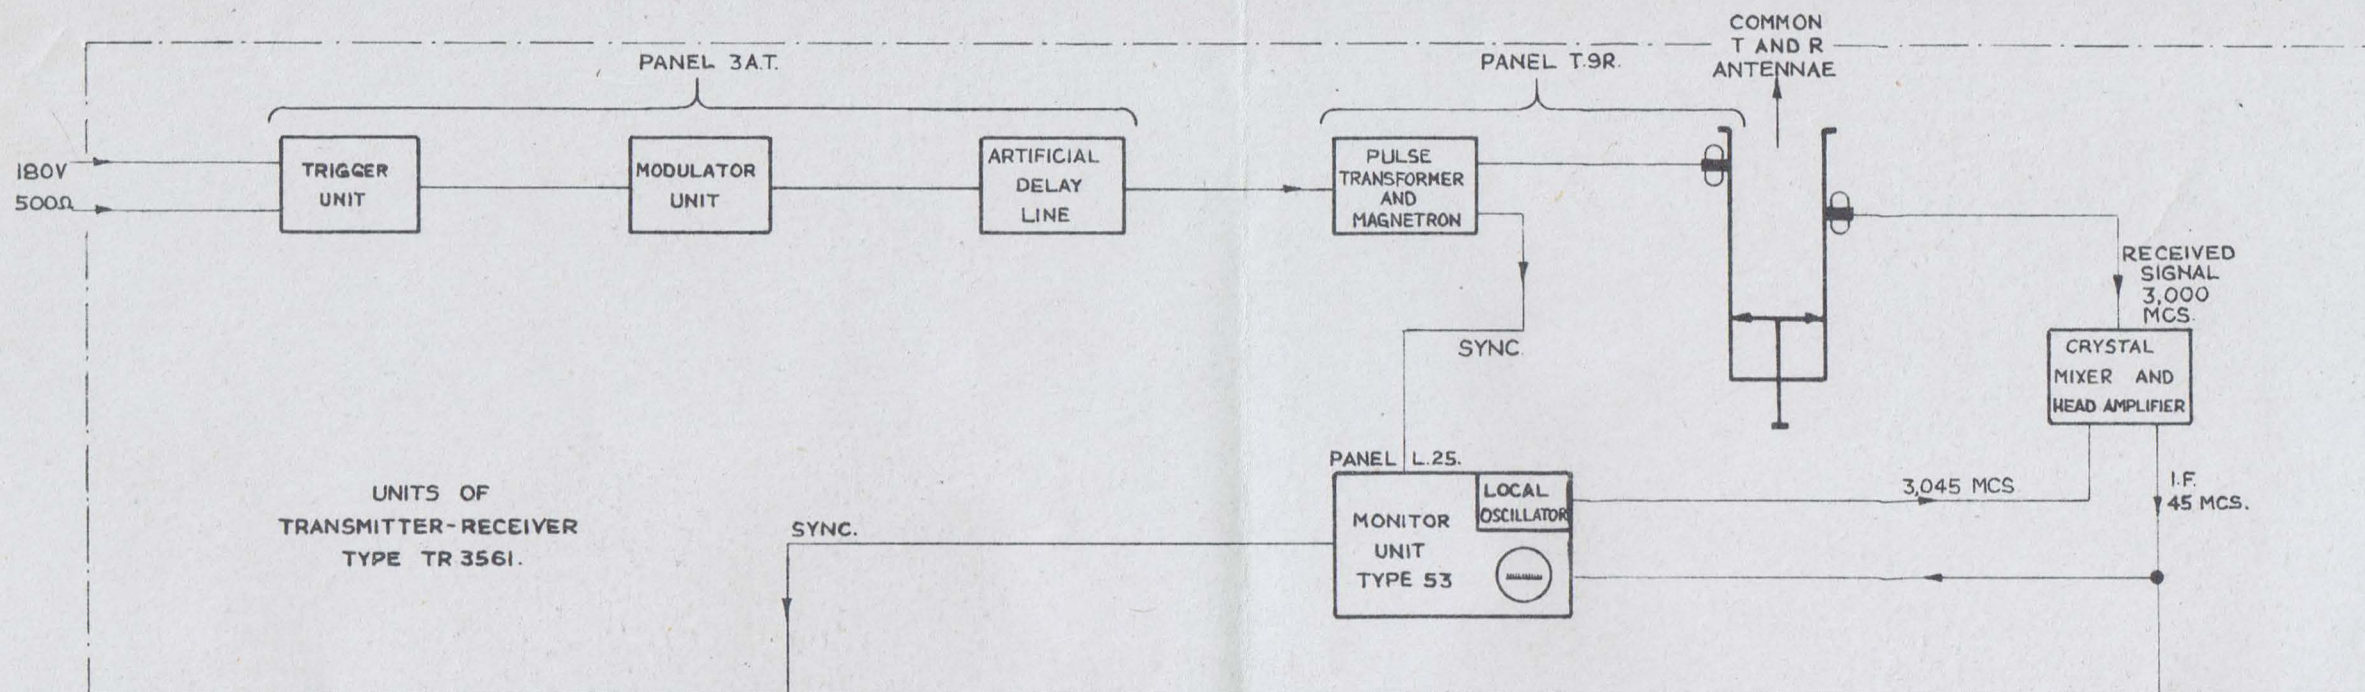 COMMON
T AND R
ANTENNAE
PANEL 3A.T.
PANEL T.9R.
180V
500Ω
TRIGGER
UNIT
MODULATOR
UNIT
ARTIFICIAL
DELAY
LINE
PULSE
TRANSFORMER
AND
MAGNETRON
RECEIVED
SIGNAL
3,000
MCS.
SYNC.
CRYSTAL
MIXER AND
HEAD AMPLIFIER
PANEL L.25.
LOCAL
OSCILLATOR
MONITOR
UNIT
TYPE 53
3,045 MCS
I.F.
45 MCS.
UNITS OF
TRANSMITTER-RECEIVER
TYPE TR 3561.
SYNC.